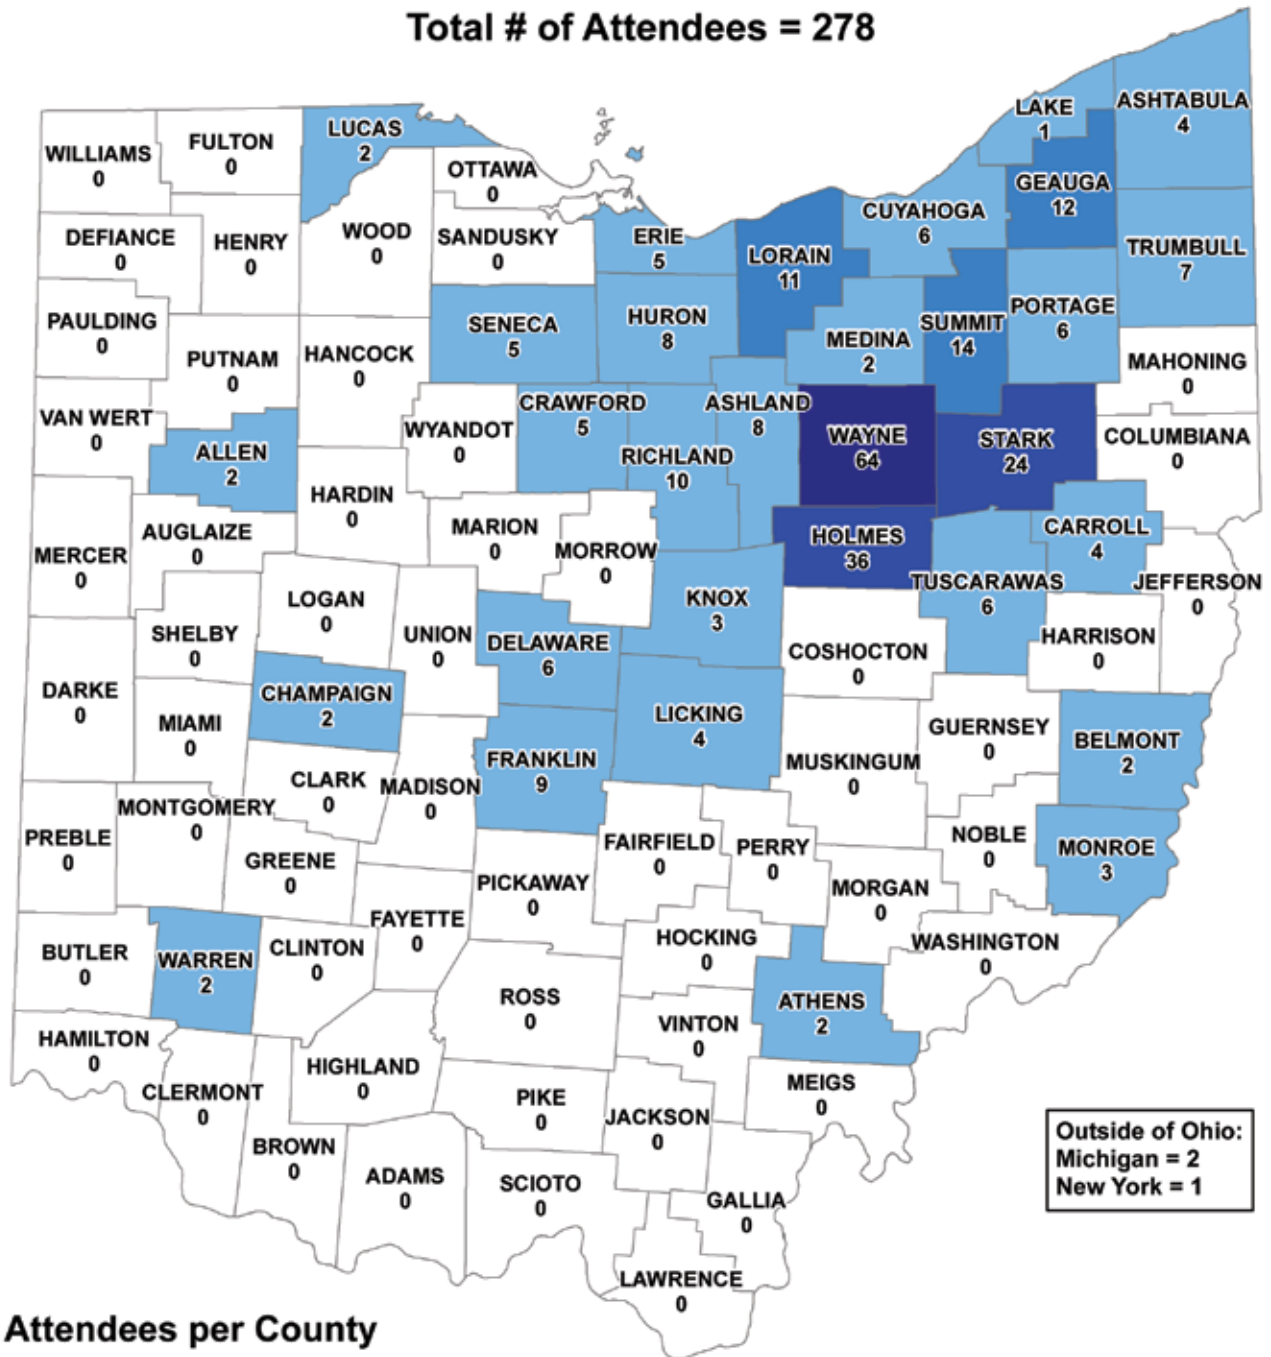 Total # of Attendees = 278
WILLIAMS
0
FULTON
0
LUCAS
2
OTTAWA
0
LAKE
1
ASHTABULA
4
GEAUGA
12
DEFIANCE
0
HENRY
0
WOOD
0
SANDUSKY
0
ERIE
5
LORAIN
11
CUYAHOGA
6
TRUMBULL
7
PAULDING
0
PUTNAM
0
HANCOCK
0
SENECA
5
HURON
8
MEDINA
2
SUMMIT
14
PORTAGE
6
MAHONING
0
VAN WERT
0
ALLEN
2
WYANDOT
0
CRAWFORD
5
RICHLAND
10
ASHLAND
8
WAYNE
64
STARK
24
COLUMBIANA
0
MERCER
0
AUGLAIZE
0
HARDIN
0
MARION
0
MORROW
0
HOLMES
36
TUSCARAWAS
6
CARROLL
4
JEFFERSON
0
SHELBY
0
LOGAN
0
UNION
0
DELAWARE
6
KNOX
3
COSHOCTON
0
HARRISON
0
DARKE
0
MIAMI
0
CHAMPAIGN
2
FRANKLIN
9
LICKING
4
MUSKINGUM
0
GUERNSEY
0
BELMONT
2
PREBLE
0
MONTGOMERY
0
CLARK
0
MADISON
0
GREENE
0
FAIRFIELD
0
PERRY
0
NOBLE
0
MONROE
3
PICKAWAY
0
MORGAN
0
FAYETTE
0
BUTLER
0
WARREN
2
CLINTON
0
HOCKING
0
WASHINGTON
0
ROSS
0
ATHENS
2
VINTON
0
HAMILTON
0
CLERMONT
0
HIGHLAND
0
PIKE
0
JACKSON
0
MEIGS
0
BROWN
0
ADAMS
0
SCIOTO
0
GALLIA
0
LAWRENCE
0
Outside of Ohio:
Michigan = 2
New York = 1
Attendees per County